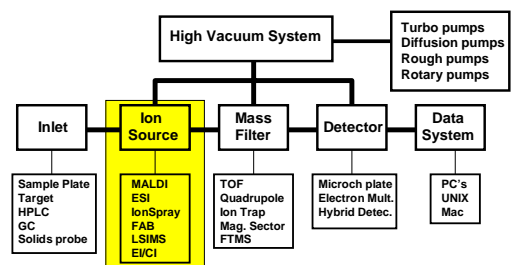 High Vacuum System
Turbo pumps
Diffusion pumps
Rough pumps
Rotary pumps
Inlet
Ion
Source
Mass
Filter
Detector
Data
System
Sample Plate
Target
HPLC
GC
Solids probe
MALDI
ESI
IonSpray
FAB
LSIMS
EI/CI
TOF
Quadrupole
Ion Trap
Mag. Sector
FTMS
Microch plate
Electron Mult.
Hybrid Detec.
PC's
UNIX
Mac